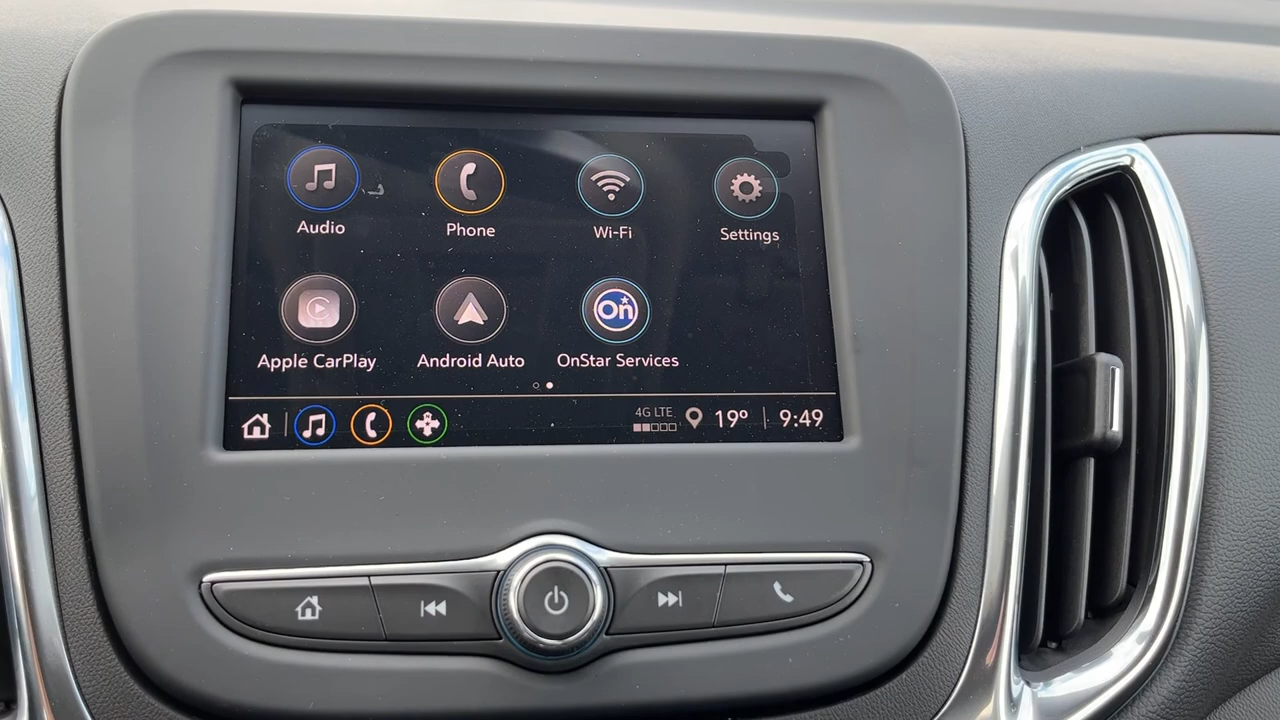 Audio
Phone
Wi-Fi
Settings
On
Apple CarPlay
Android Auto
OnStar Services
4G LTE
19°
9:49